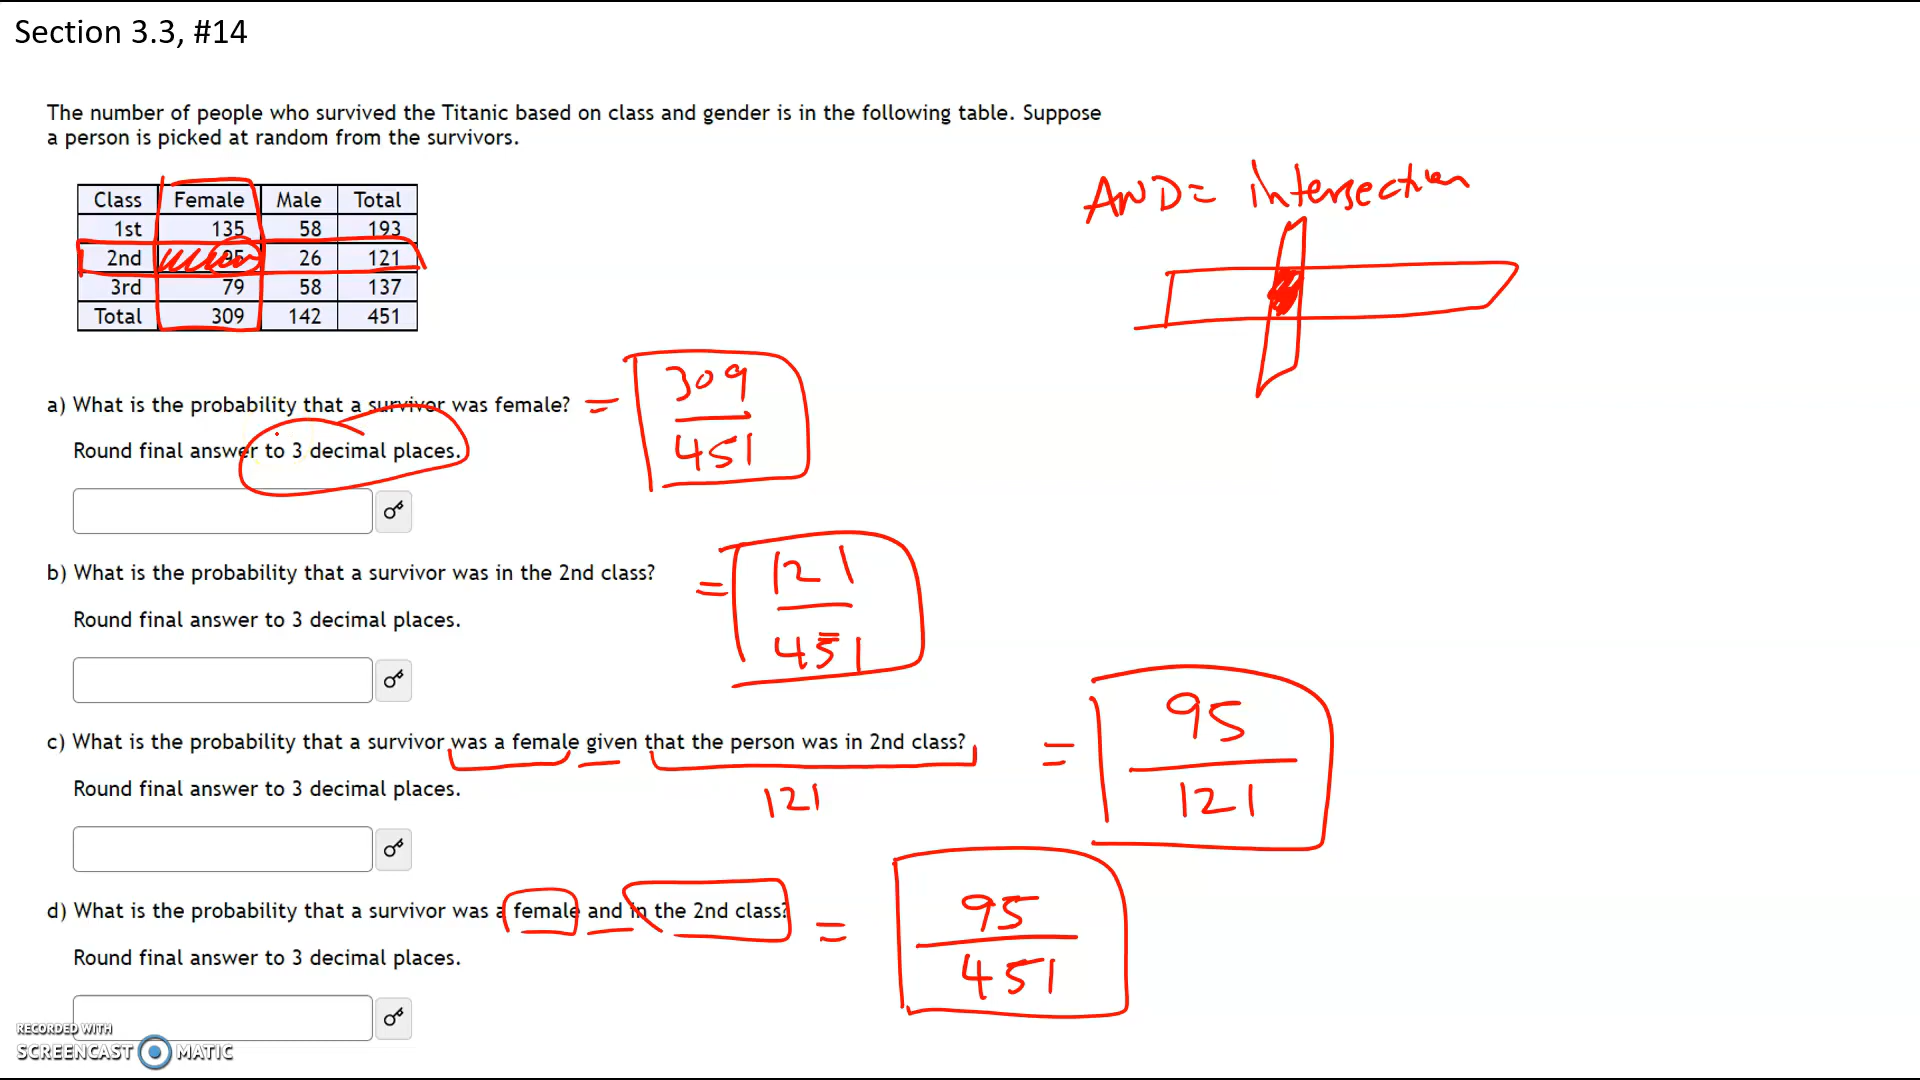 Section 3.3, #14
The number of people who survived the Titanic based on class and gender is in the following table. Suppose
a person is picked at random from the survivors.
AND = intersection
Class Female Male Total
1st 135 58 193
2nd 95 26 121
3rd 79 58 137
Total 309 142 451
a) What is the probability that a survivor was female? = 309
451
Round final answer to 3 decimal places.
b) What is the probability that a survivor was in the 2nd class? = 121
451
Round final answer to 3 decimal places.
c) What is the probability that a survivor was a female given that the person was in 2nd class? = 95
121
Round final answer to 3 decimal places.
121
d) What is the probability that a survivor was a female and in the 2nd class? = 95
451
Round final answer to 3 decimal places.
RECORDED WITH
SCREENCAST MATIC